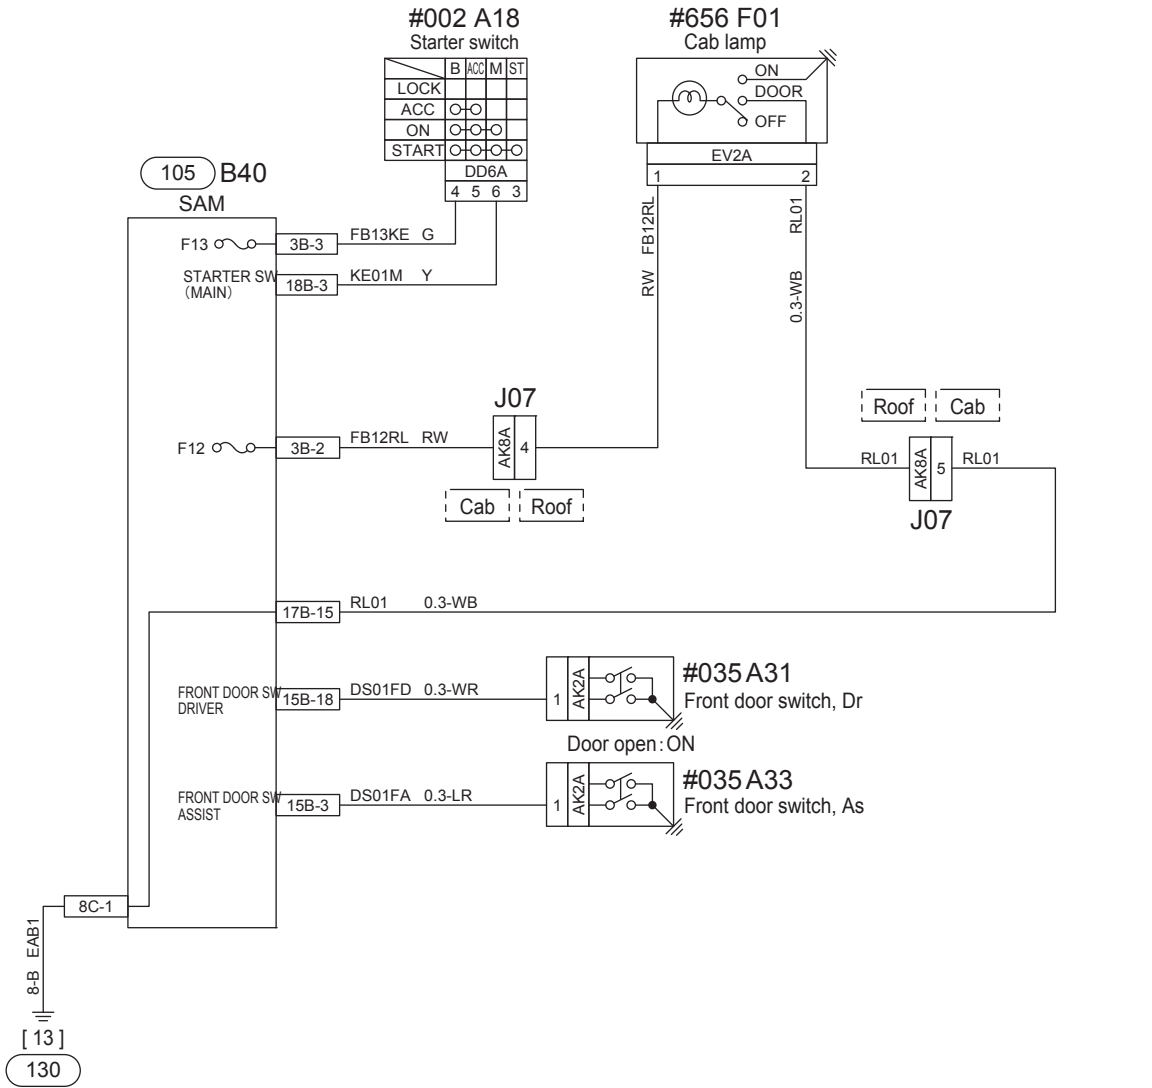 #002 A18
Starter switch
B ACC M ST
LOCK
ACC
ON
START
DD6A
4 5 6 3
#656 F01
Cab lamp
ON
DOOR
OFF
EV2A
1 2
105 B40
SAM
F13
3B-3
FB13KE G
STARTER SW
(MAIN)
18B-3
KE01M Y
RW FB12RL
0.3-WB RL01
J07
F12
3B-2
FB12RL RW
AK8A
4
Cab Roof
Roof Cab
RL01
AK8A
5
RL01
J07
17B-15
RL01 0.3-WB
FRONT DOOR SW
DRIVER
15B-18
DS01FD 0.3-WR
1
AK2A
#035 A31
Front door switch, Dr
Door open:ON
FRONT DOOR SW
ASSIST
15B-3
DS01FA 0.3-LR
1
AK2A
#035 A33
Front door switch, As
8C-1
8-B EAB1
[ 13 ]
130